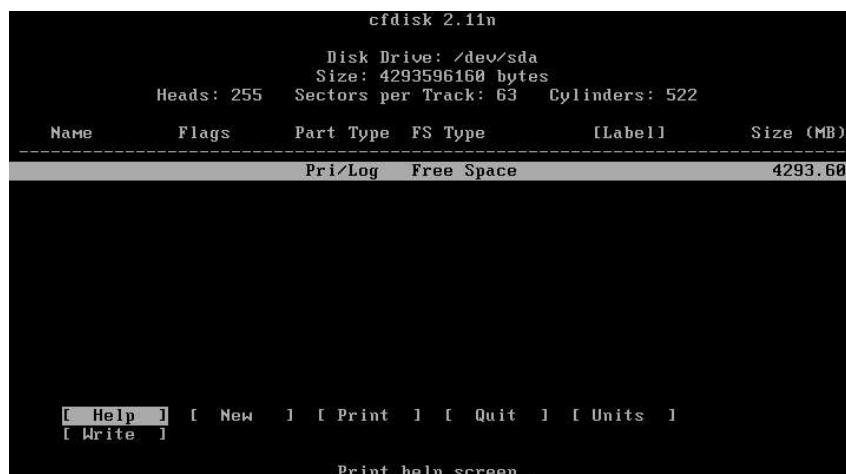 cfdisk 2.11n
Disk Drive: /dev/sda
Size: 4293596160 bytes
Heads: 255 Sectors per Track: 63 Cylinders: 522
Name Flags Part Type FS Type [Label] Size (MB)
Pri/Log Free Space 4293.60
[ Help ] [ New ] [ Print ] [ Quit ] [ Units ]
[ Write ]
Print help screen